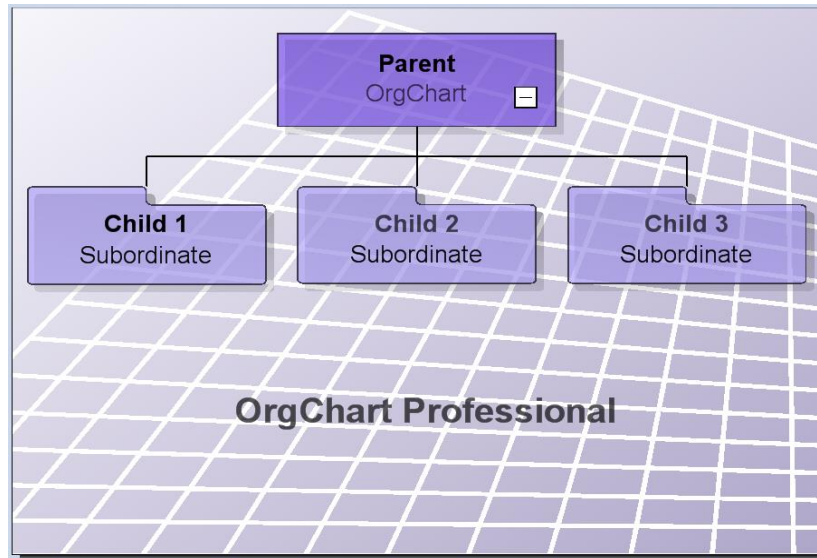 Parent
OrgChart
Child 1
Subordinate
Child 2
Subordinate
Child 3
Subordinate
OrgChart Professional